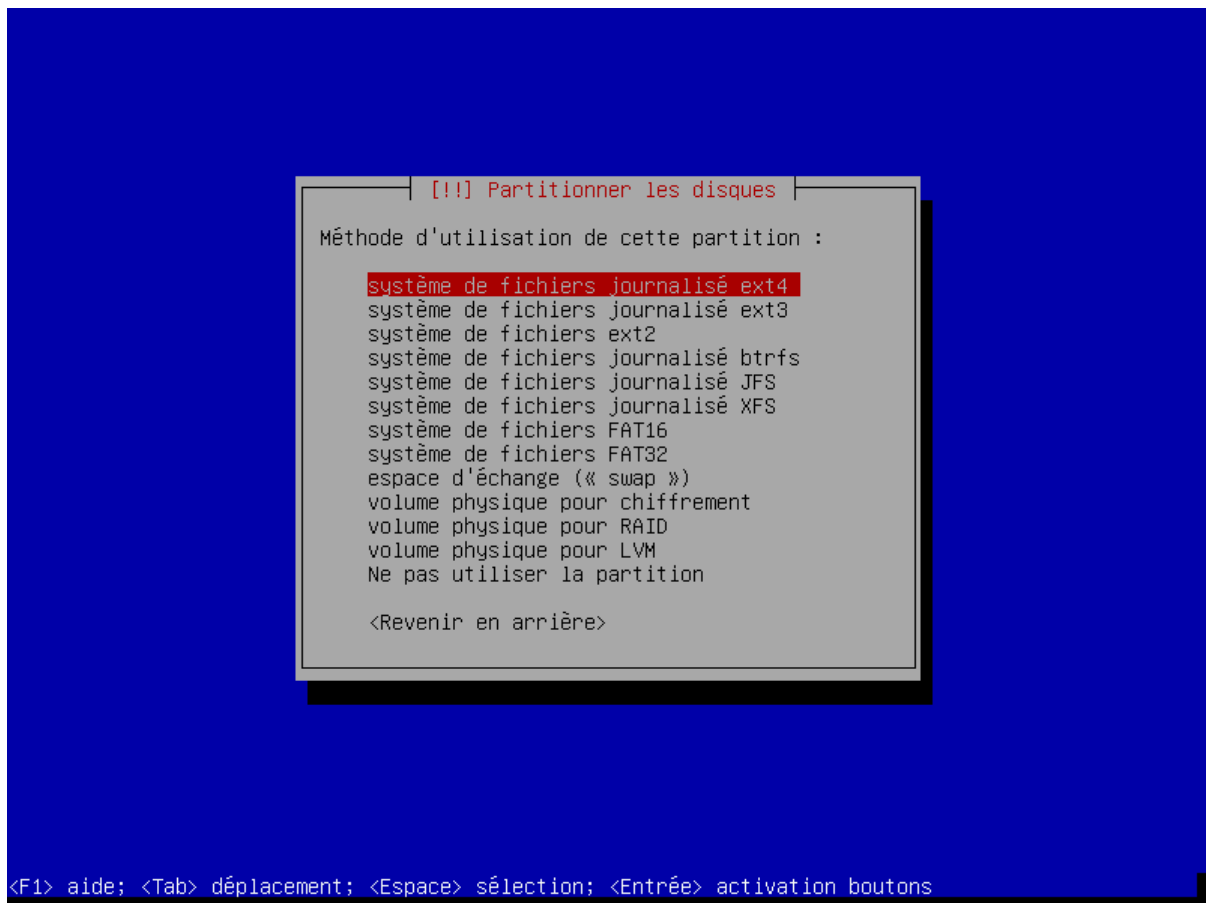 [!!] Partitionner les disques
Méthode d'utilisation de cette partition :
système de fichiers journalisé ext4
système de fichiers journalisé ext3
système de fichiers ext2
système de fichiers journalisé btrfs
système de fichiers journalisé JFS
système de fichiers journalisé XFS
système de fichiers FAT16
système de fichiers FAT32
espace d'échange (« swap »)
volume physique pour chiffrement
volume physique pour RAID
volume physique pour LVM
Ne pas utiliser la partition
<Revenir en arrière>
<F1> aide; <Tab> déplacement; <Espace> sélection; <Entrée> activation boutons